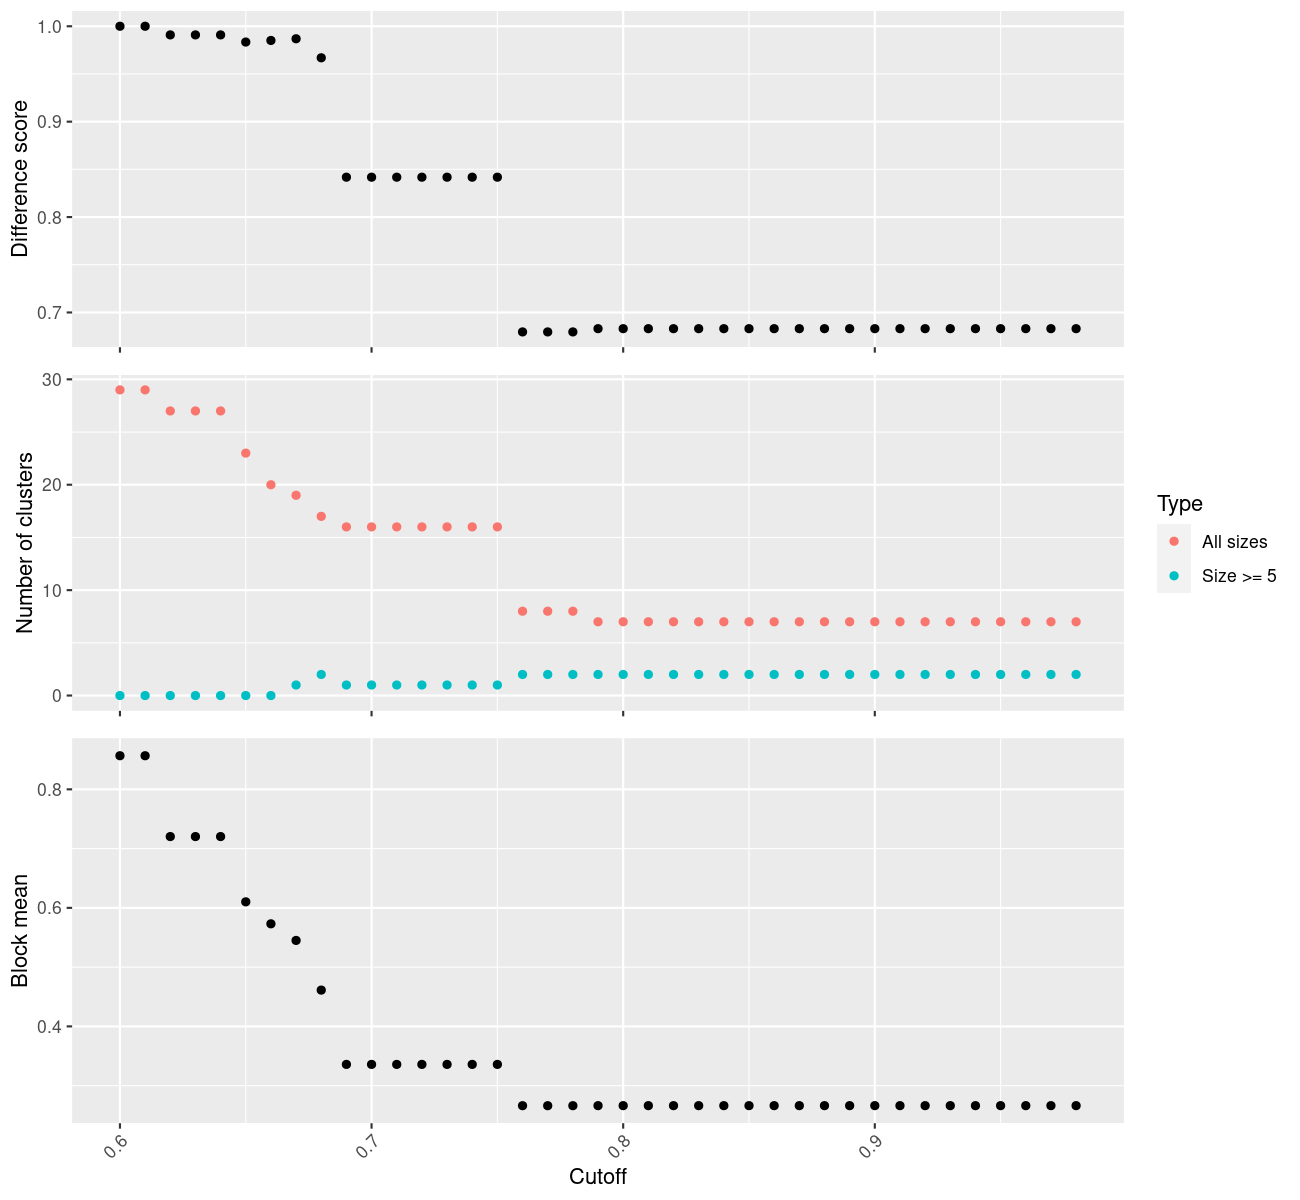 Difference score
1.0
0.9
0.8
0.7
Number of clusters
30
20
10
0
Type
All sizes
Size >= 5
Block mean
0.8
0.6
0.4
0.6
0.7
0.8
0.9
Cutoff